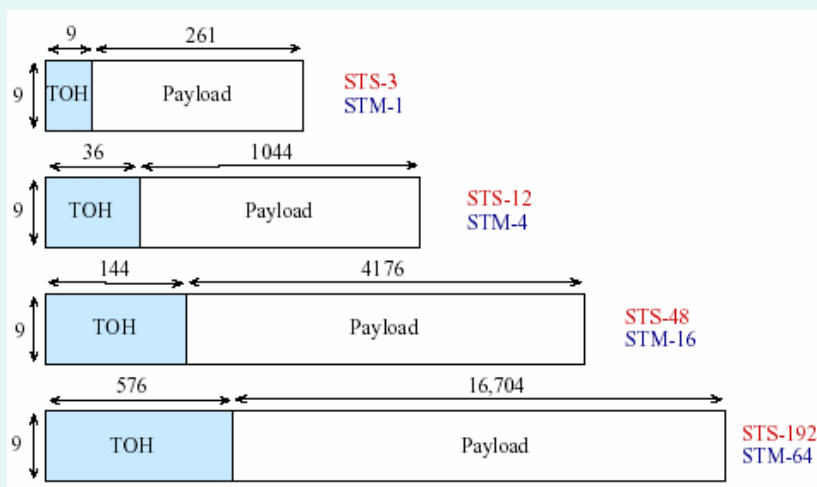 9 261
9 TOH Payload STS-3
STM-1
36 1044
9 TOH Payload STS-12
STM-4
144 4176
9 TOH Payload STS-48
STM-16
576 16,704
9 TOH Payload STS-192
STM-64